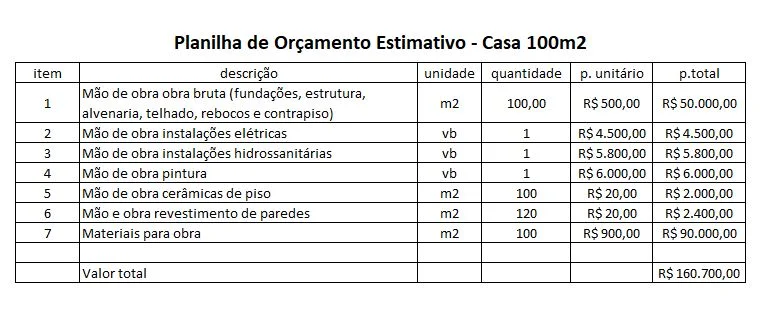 Planilha de Orçamento Estimativo - Casa 100m2
item descrição unidade quantidade p. unitário p.total
1 Mão de obra obra bruta (fundações, estrutura, alvenaria, telhado, rebocos e contrapiso) m2 100,00 R$ 500,00 R$ 50.000,00
2 Mão de obra instalações elétricas vb 1 R$ 4.500,00 R$ 4.500,00
3 Mão de obra instalações hidrossanitárias vb 1 R$ 5.800,00 R$ 5.800,00
4 Mão de obra pintura vb 1 R$ 6.000,00 R$ 6.000,00
5 Mão de obra cerâmicas de piso m2 100 R$ 20,00 R$ 2.000,00
6 Mão e obra revestimento de paredes m2 120 R$ 20,00 R$ 2.400,00
7 Materiais para obra m2 100 R$ 900,00 R$ 90.000,00
Valor total R$ 160.700,00